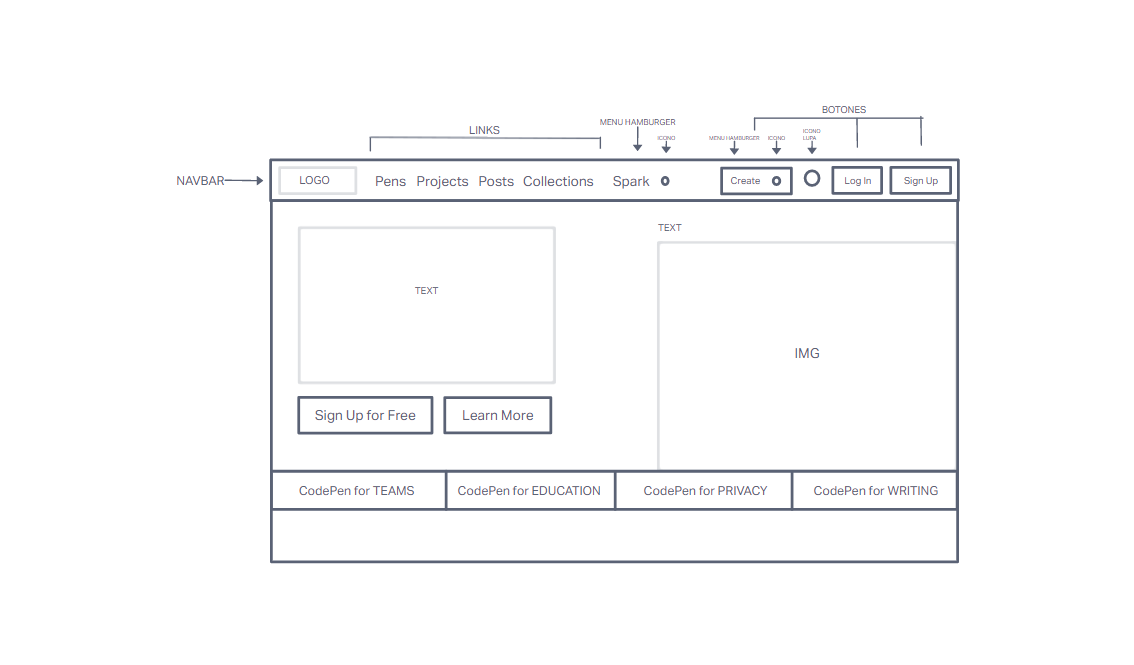 BOTONES
MENU HAMBURGER
LINKS
ICONO
MENU HAMBURGER
ICONO
ICONO
LUPA
NAVBAR
LOGO
Pens
Projects
Posts
Collections
Spark
Create
Log In
Sign Up
TEXT
TEXT
IMG
Sign Up for Free
Learn More
CodePen for TEAMS
CodePen for EDUCATION
CodePen for PRIVACY
CodePen for WRITING